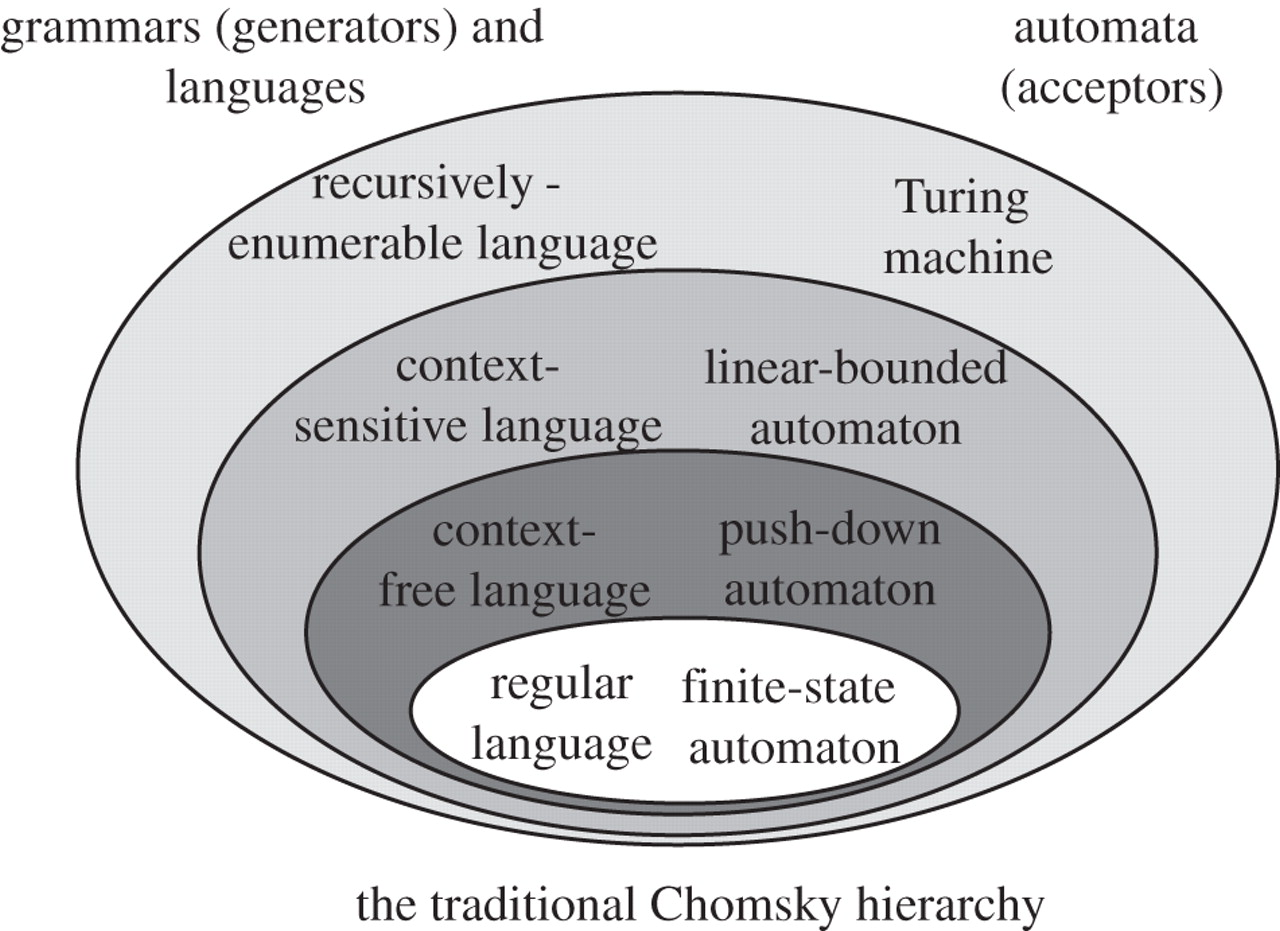 grammars (generators) and
languages
automata
(acceptors)
recursively -
enumerable language
Turing
machine
context-
sensitive language
linear-bounded
automaton
context-
free language
push-down
automaton
regular
language
finite-state
automaton
the traditional Chomsky hierarchy